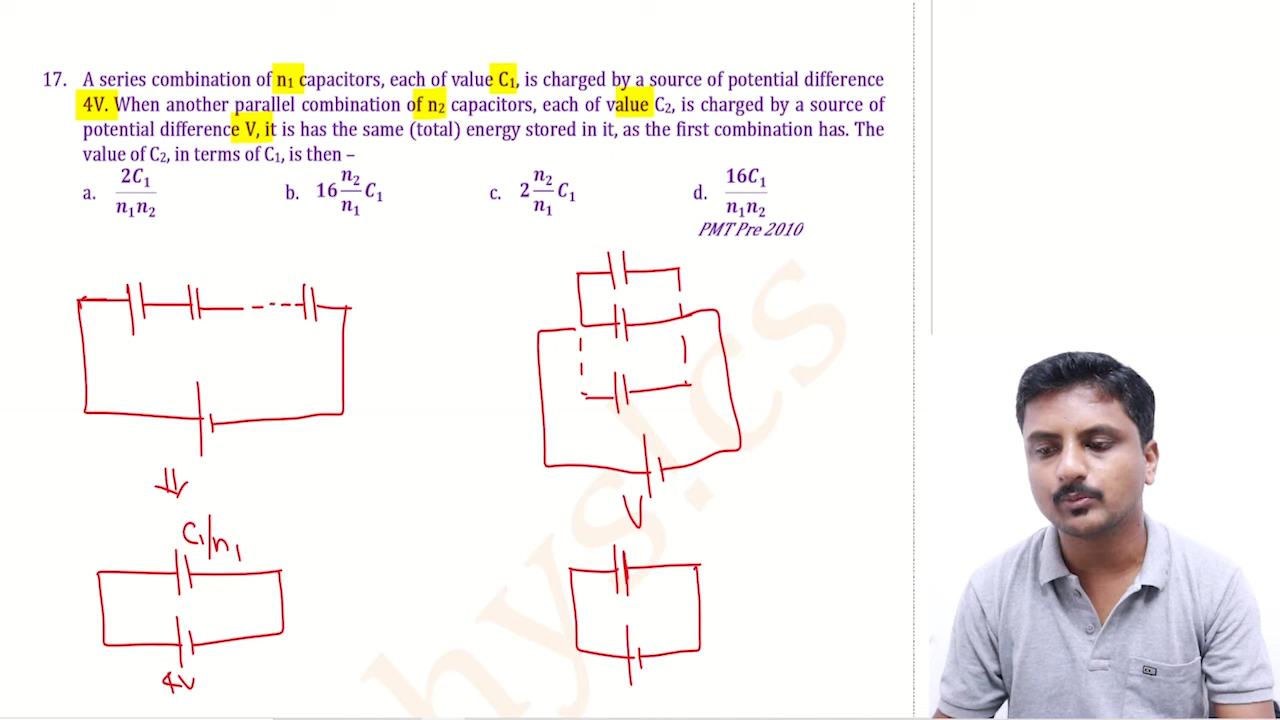 17. A series combination of n₁ capacitors, each of value C₁, is charged by a source of potential difference
4V. When another parallel combination of n₂ capacitors, each of value C₂, is charged by a source of
potential difference V, it is has the same (total) energy stored in it, as the first combination has. The
value of C₂, in terms of C₁, is then –
a. 2C₁/n₁n₂ b. 16 n₂/n₁ C₁ c. 2 n₂/n₁ C₁ d. 16C₁/n₁n₂
PMT Pre 2010
V
C₁/n₁
4V
hys.cs